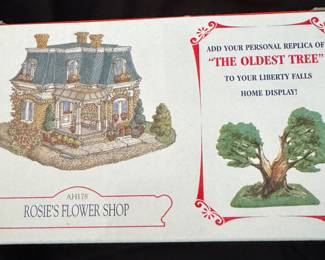 ADD YOUR PERSONAL REPLICA OF
"THE OLDEST TREE"
TO YOUR LIBERTY FALLS
HOME DISPLAY!
AH178
ROSIE'S FLOWER SHOP